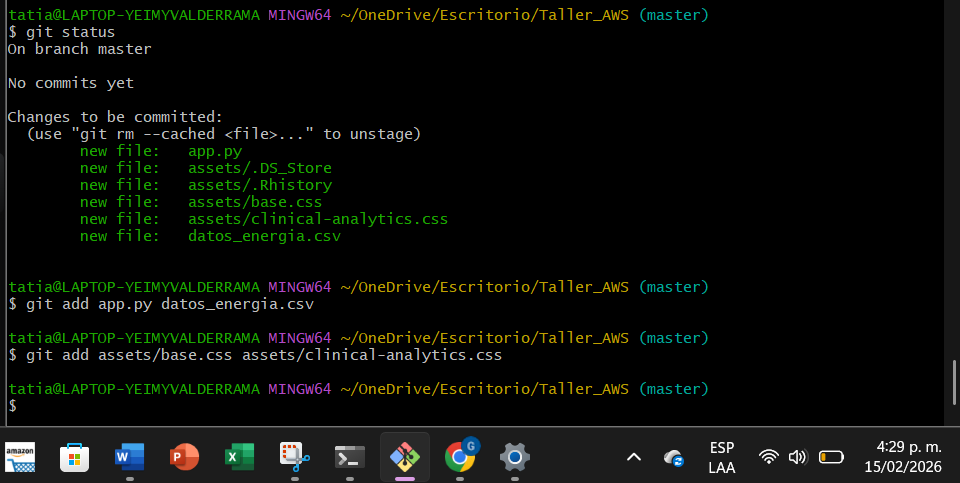 tatia@LAPTOP-YEIMYVALDERRAMA MINGW64 ~/OneDrive/Escritorio/Taller_AWS (master)
$ git status
On branch master

No commits yet

Changes to be committed:
  (use "git rm --cached <file>..." to unstage)
        new file:   app.py
        new file:   assets/.DS_Store
        new file:   assets/.Rhistory
        new file:   assets/base.css
        new file:   assets/clinical-analytics.css
        new file:   datos_energia.csv

tatia@LAPTOP-YEIMYVALDERRAMA MINGW64 ~/OneDrive/Escritorio/Taller_AWS (master)
$ git add app.py datos_energia.csv

tatia@LAPTOP-YEIMYVALDERRAMA MINGW64 ~/OneDrive/Escritorio/Taller_AWS (master)
$ git add assets/base.css assets/clinical-analytics.css

tatia@LAPTOP-YEIMYVALDERRAMA MINGW64 ~/OneDrive/Escritorio/Taller_AWS (master)
$
amazon
W
P
X
G
ESP
LAA
4:29 p. m.
15/02/2026